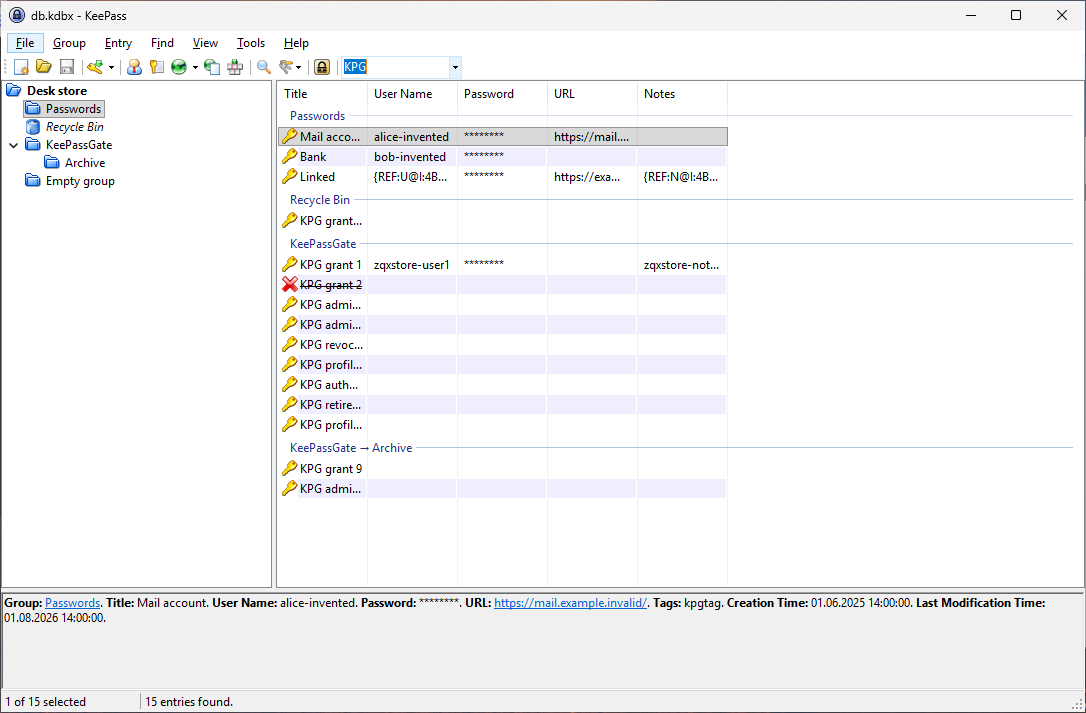 db.kdbx - KeePass
File Group Entry Find View Tools Help
KPG
Desk store
Passwords
Recycle Bin
KeePassGate
Archive
Empty group
Title User Name Password URL Notes
Passwords
Mail acco... alice-invented ******** https://mail....
Bank bob-invented ********
Linked {REF:U@I:4B... ******** https://exa... {REF:N@I:4B...
Recycle Bin
KPG grant...
KeePassGate
KPG grant 1 zqxstore-user1 ******** zqxstore-not...
KPG grant 2
KPG admi...
KPG admi...
KPG revoc...
KPG profil...
KPG auth...
KPG retire...
KPG profil...
KeePassGate → Archive
KPG grant 9
KPG admi...
Group: Passwords. Title: Mail account. User Name: alice-invented. Password: ********. URL: https://mail.example.invalid/. Tags: kpgtag. Creation Time: 01.06.2025 14:00:00. Last Modification Time:
01.08.2026 14:00:00.
1 of 15 selected 15 entries found.